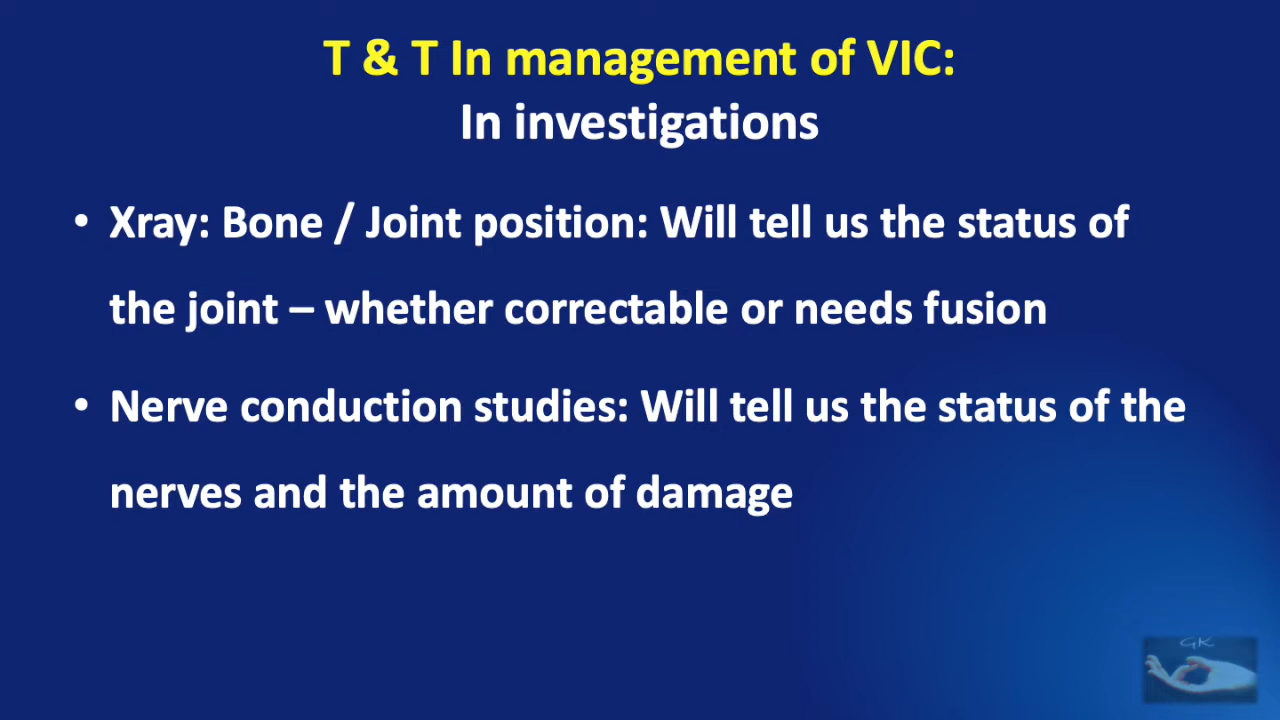 T & T In management of VIC:
In investigations
• Xray: Bone / Joint position: Will tell us the status of
the joint – whether correctable or needs fusion
• Nerve conduction studies: Will tell us the status of the
nerves and the amount of damage
GK